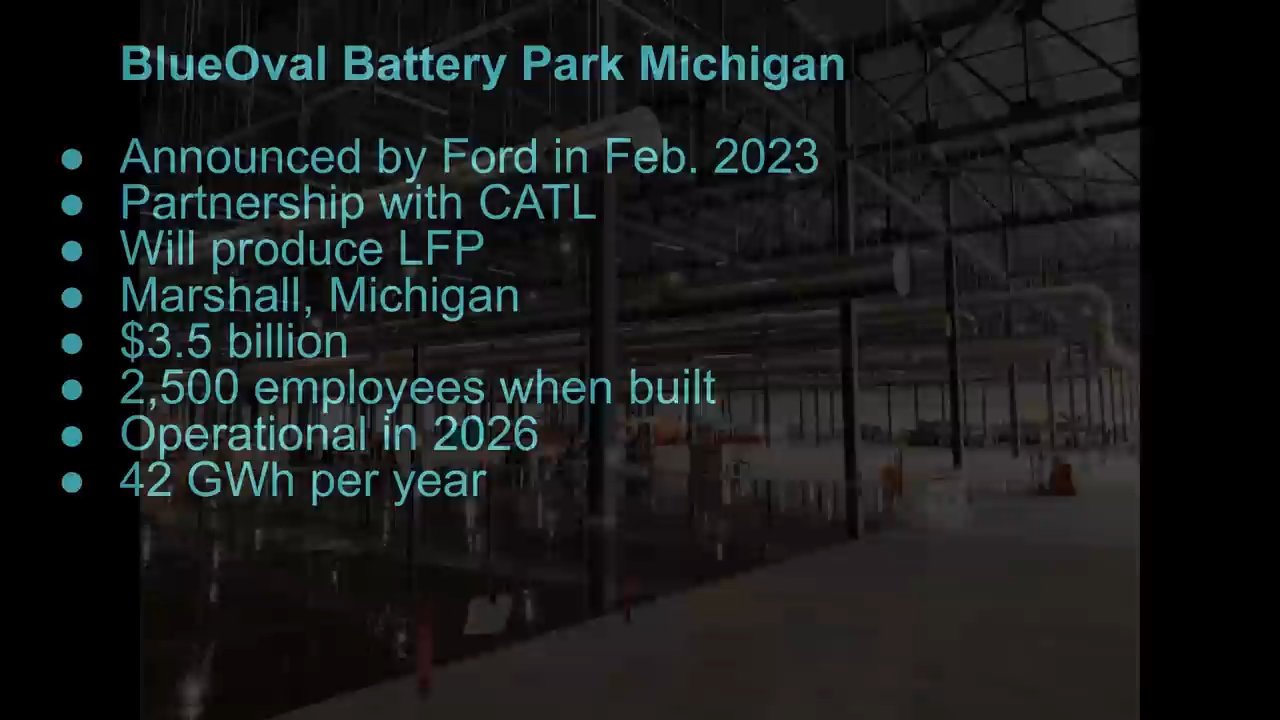 BlueOval Battery Park Michigan
● Announced by Ford in Feb. 2023
● Partnership with CATL
● Will produce LFP
● Marshall, Michigan
● $3.5 billion
● 2,500 employees when built
● Operational in 2026
● 42 GWh per year